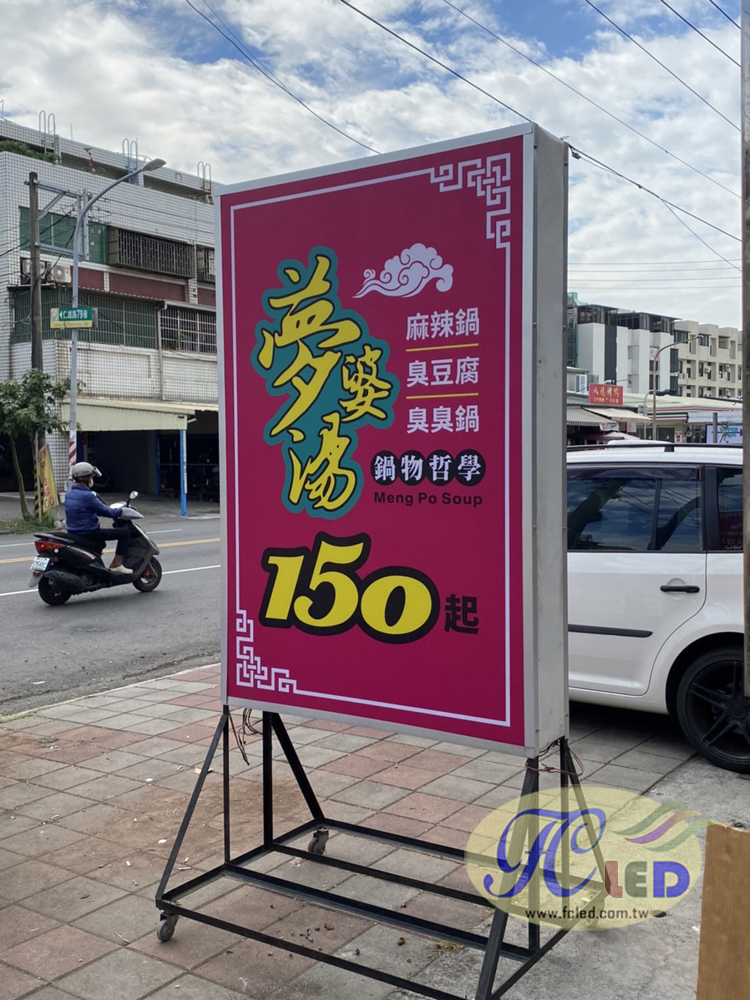 夢婆湯
麻辣鍋
臭豆腐
臭臭鍋
鍋物哲學
Meng Po Soup
150起
FC LED
www.fcled.com.tw